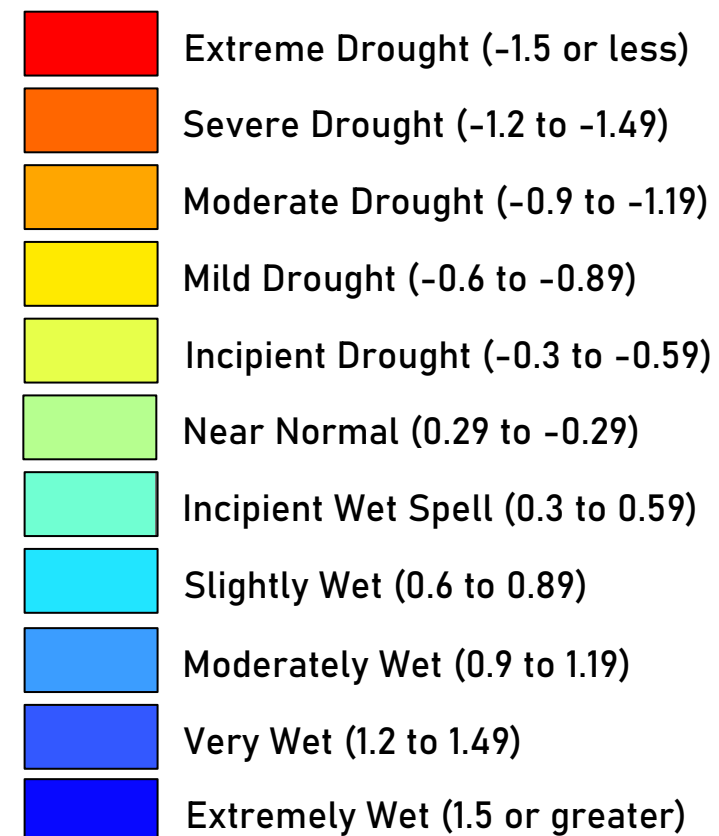 Extreme Drought (-1.5 or less)
Severe Drought (-1.2 to -1.49)
Moderate Drought (-0.9 to -1.19)
Mild Drought (-0.6 to -0.89)
Incipient Drought (-0.3 to -0.59)
Near Normal (0.29 to -0.29)
Incipient Wet Spell (0.3 to 0.59)
Slightly Wet (0.6 to 0.89)
Moderately Wet (0.9 to 1.19)
Very Wet (1.2 to 1.49)
Extremely Wet (1.5 or greater)